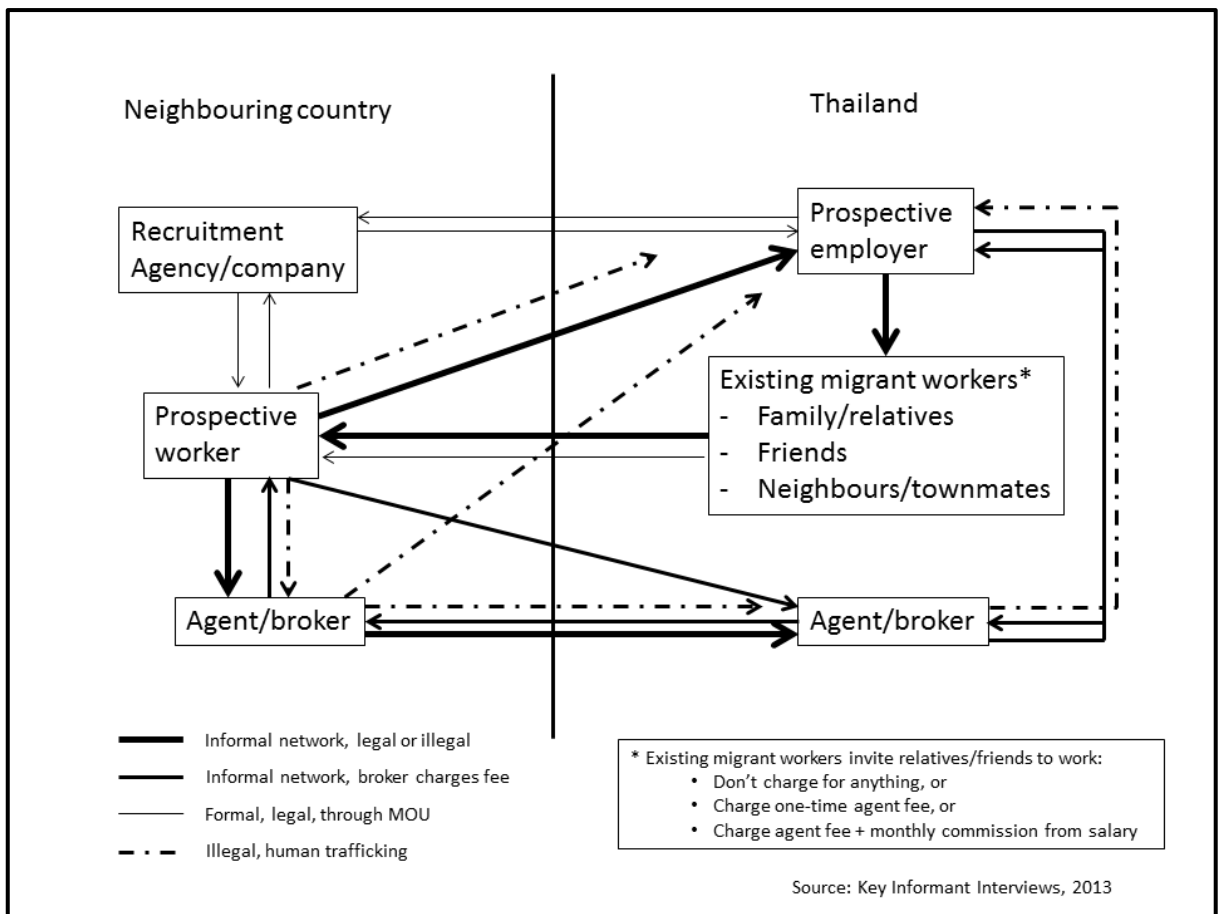 Neighbouring country
Thailand
Recruitment
Agency/company
Prospective
employer
Prospective
worker
Existing migrant workers*
- Family/relatives
- Friends
- Neighbours/townmates
Agent/broker
Agent/broker
Informal network, legal or illegal
Informal network, broker charges fee
Formal, legal, through MOU
Illegal, human trafficking
* Existing migrant workers invite relatives/friends to work:
• Don't charge for anything, or
• Charge one-time agent fee, or
• Charge agent fee + monthly commission from salary
Source: Key Informant Interviews, 2013